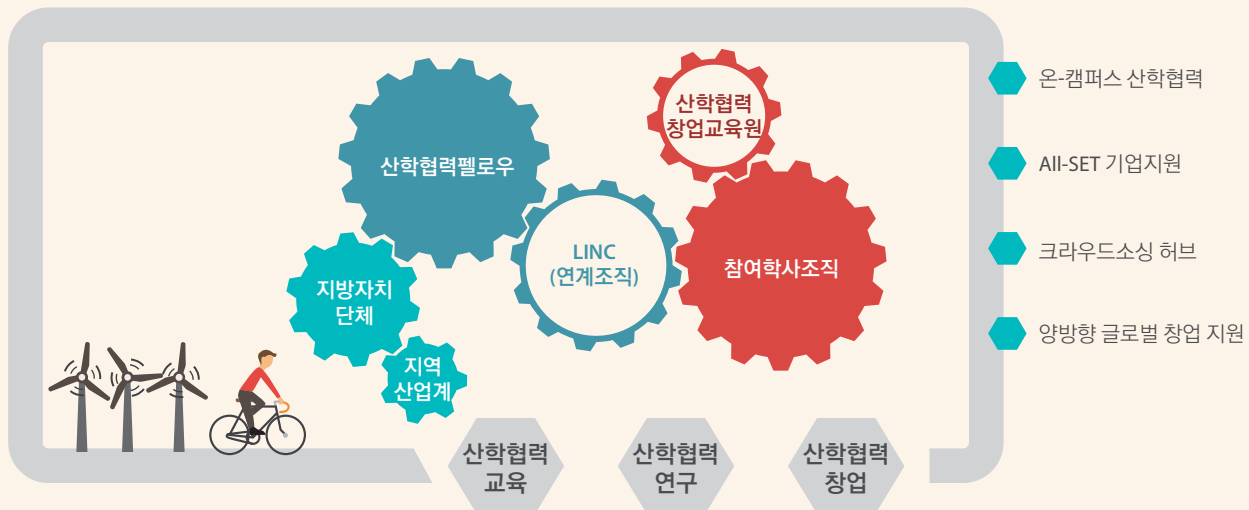 산학협력
창업교육원
산학협력펠로우
LINC
(연계조직)
참여학사조직
지방자치
단체
지역
산업계
산학협력
교육
산학협력
연구
산학협력
창업
온-캠퍼스 산학협력
All-SET 기업지원
크라우드소싱 허브
양방향 글로벌 창업 지원